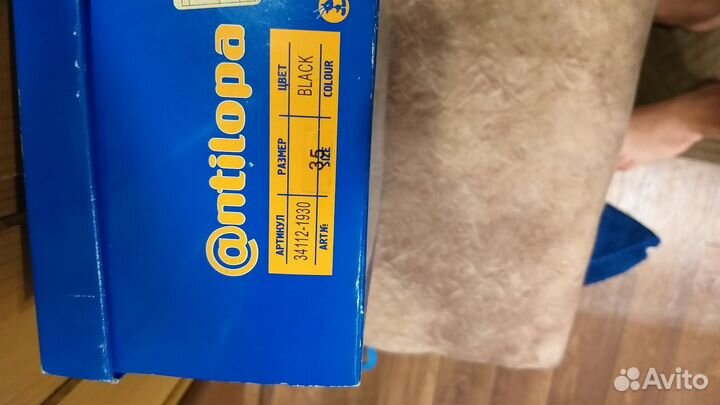 @ntilopa
АРТИКУЛ РАЗМЕР ЦВЕТ
34112-1930 35 BLACK
ART№ SIZE COLOUR
Avito